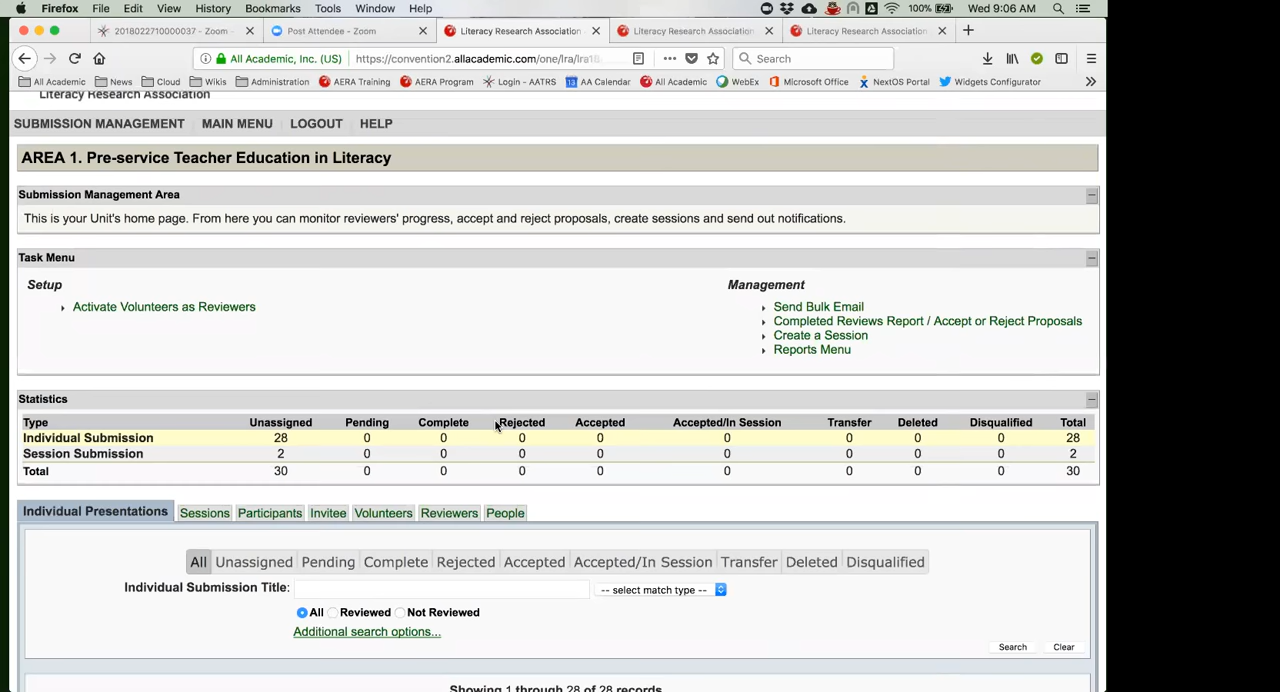 Firefox File Edit View History Bookmarks Tools Window Help 100% Wed 9:06 AM
2018022710000037 - Zoom Post Attendee - Zoom Literacy Research Association Literacy Research Association Literacy Research Association
All Academic, Inc. (US) https://convention2.allacademic.com/one/lra/lra1 Search
All Academic News Cloud Wikis Administration AERA Training AERA Program Login - AATRS AA Calendar All Academic WebEx Microsoft Office NextOS Portal Widgets Configurator
Literacy Research Association
SUBMISSION MANAGEMENT MAIN MENU LOGOUT HELP
AREA 1. Pre-service Teacher Education in Literacy
Submission Management Area
This is your Unit's home page. From here you can monitor reviewers' progress, accept and reject proposals, create sessions and send out notifications.
Task Menu
Setup Management
Activate Volunteers as Reviewers Send Bulk Email
Completed Reviews Report / Accept or Reject Proposals
Create a Session
Reports Menu
Statistics
Type Unassigned Pending Complete Rejected Accepted Accepted/In Session Transfer Deleted Disqualified Total
Individual Submission 28 0 0 0 0 0 0 0 0 28
Session Submission 2 0 0 0 0 0 0 0 0 2
Total 30 0 0 0 0 0 0 0 0 30
Individual Presentations Sessions Participants Invitee Volunteers Reviewers People
All Unassigned Pending Complete Rejected Accepted Accepted/In Session Transfer Deleted Disqualified
Individual Submission Title: -- select match type --
All Reviewed Not Reviewed
Additional search options...
Search Clear
Showing 1 through 28 of 28 records